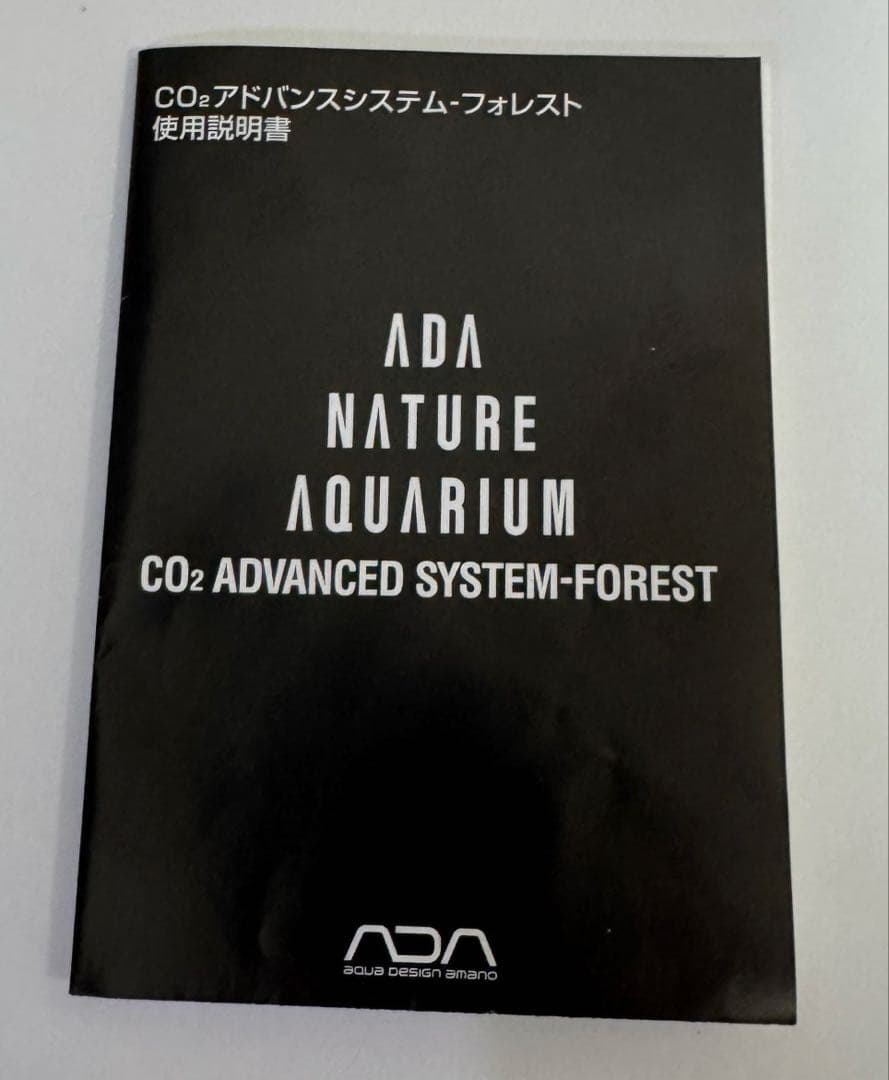 CO₂アドバンスシステム-フォレスト
使用説明書
ADA
NATURE
AQUARIUM
CO₂ ADVANCED SYSTEM-FOREST
ADA
AQUA DESIGN AMANO